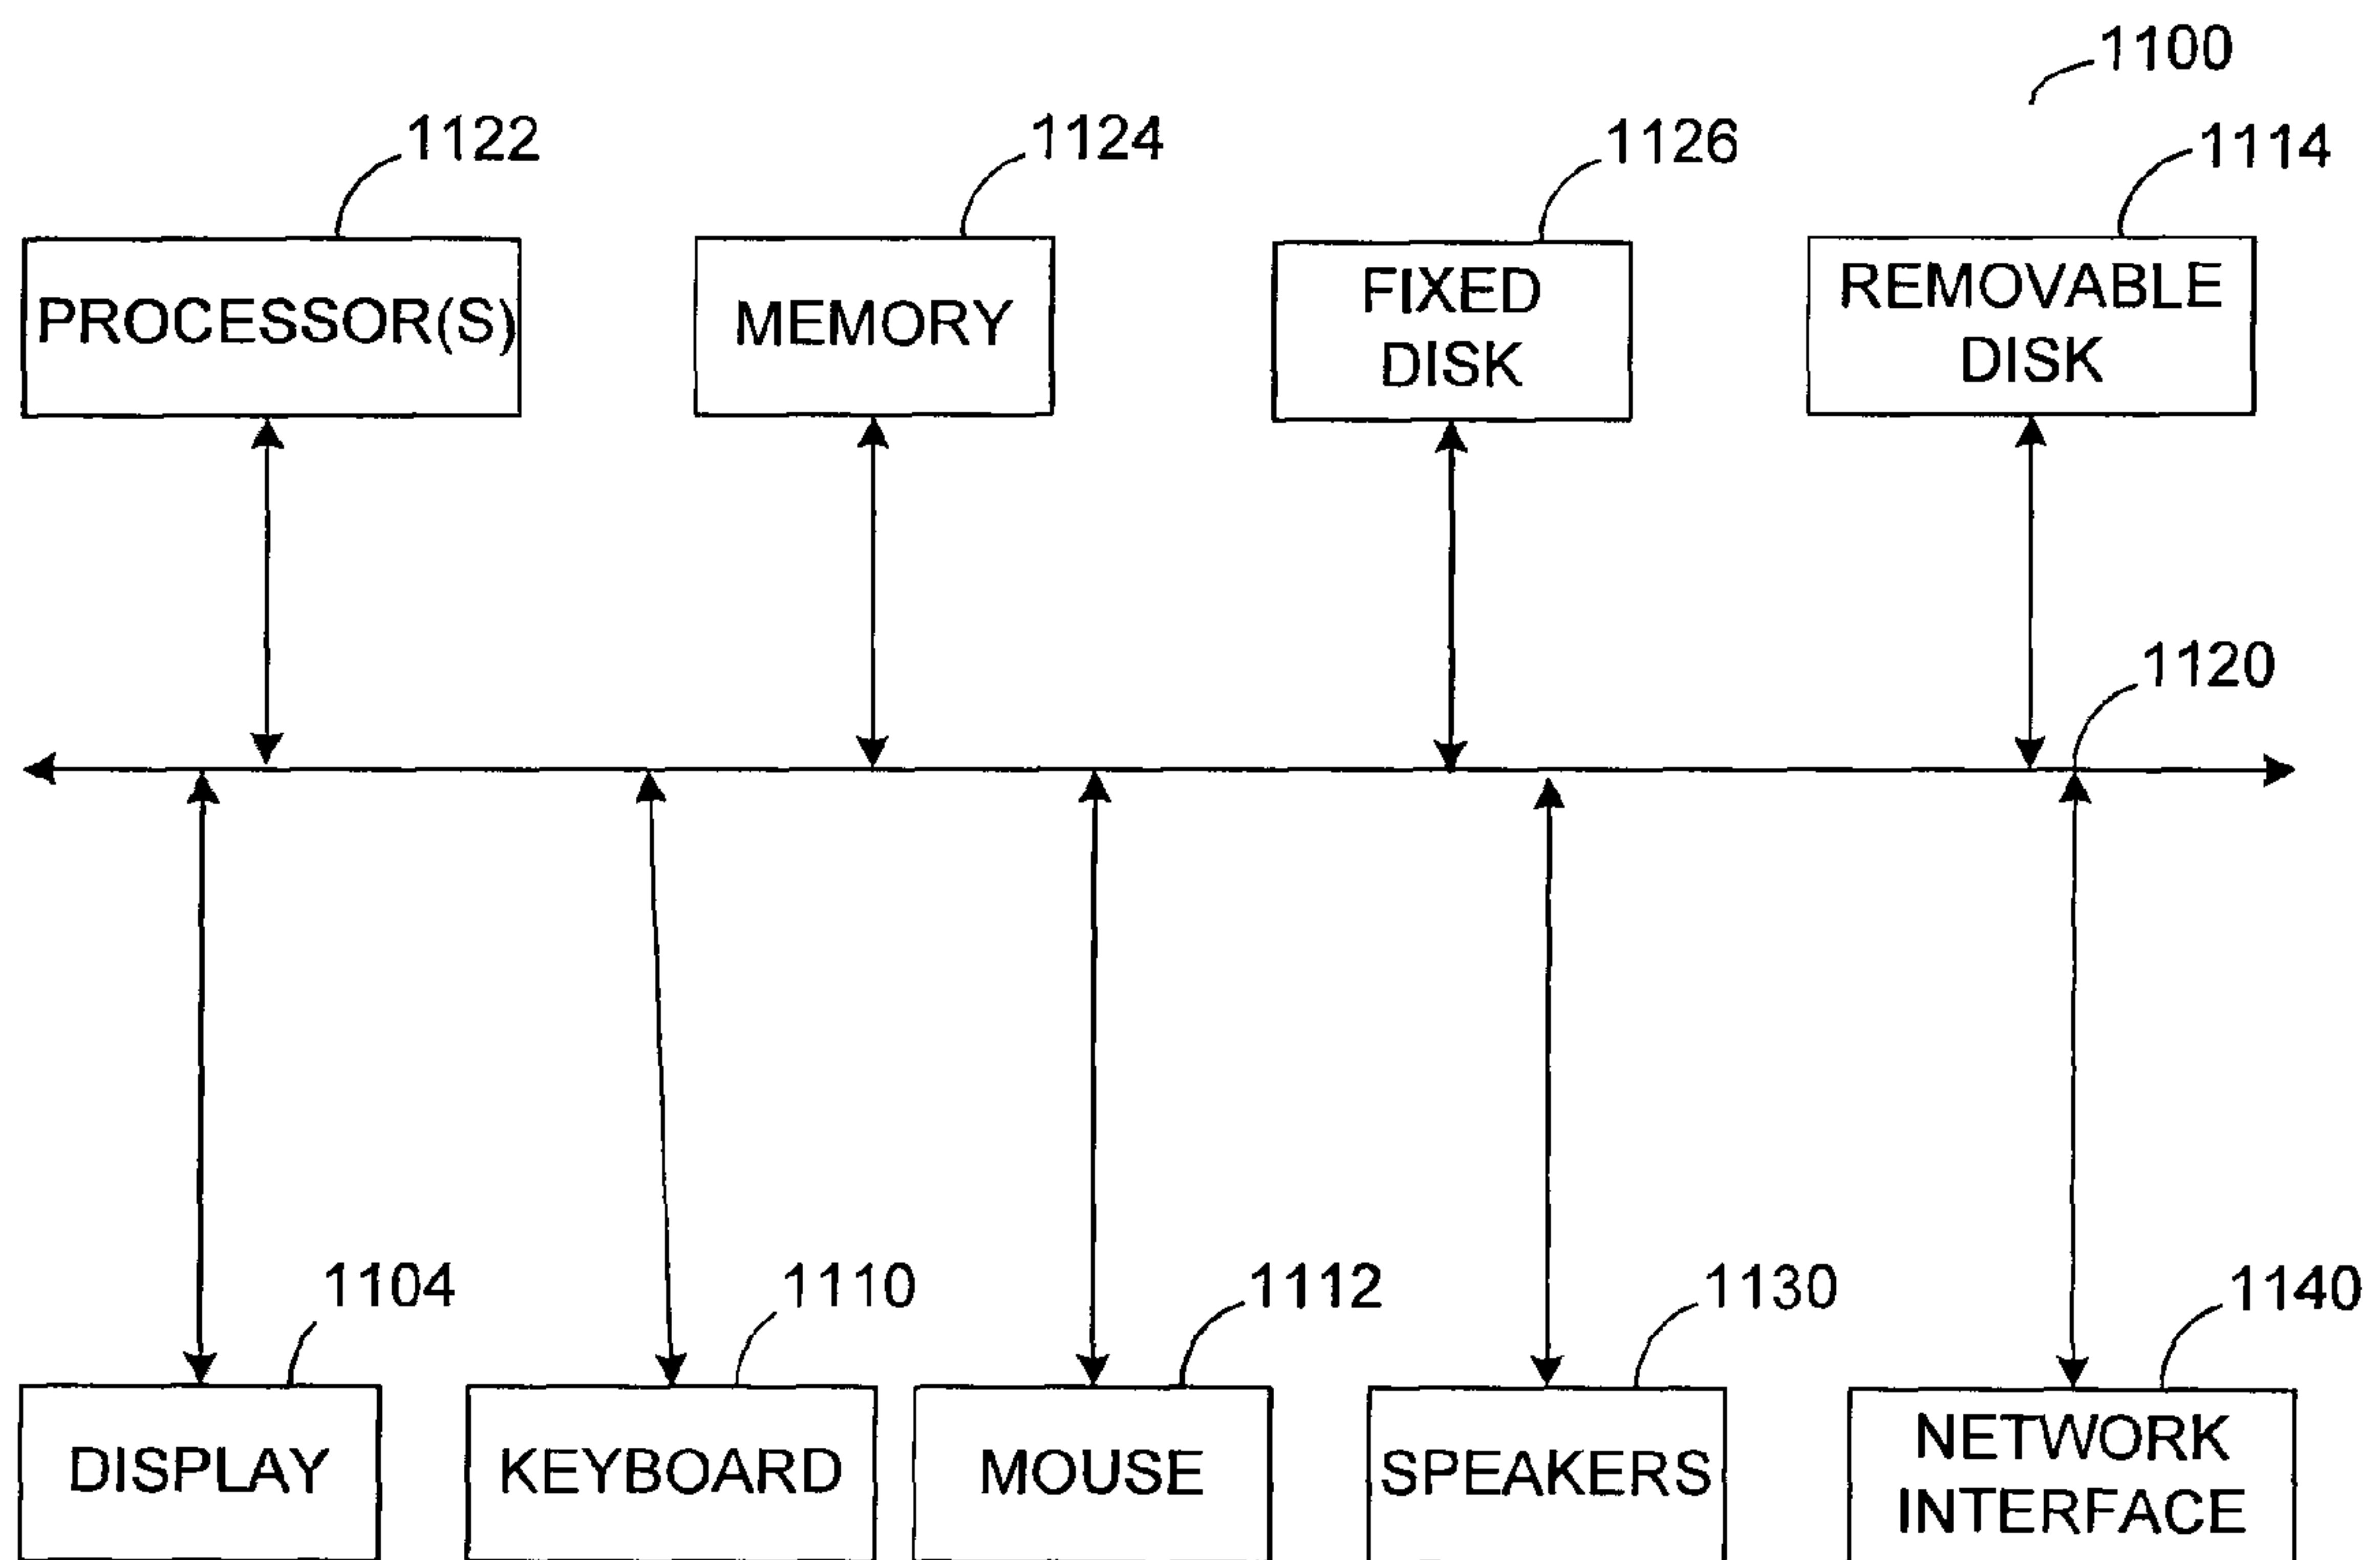 1100
1122
1124
1126
1114
PROCESSOR(S)
MEMORY
FIXED
DISK
REMOVABLE
DISK
1120
1104
1110
1112
1130
1140
DISPLAY
KEYBOARD
MOUSE
SPEAKERS
NETWORK
INTERFACE